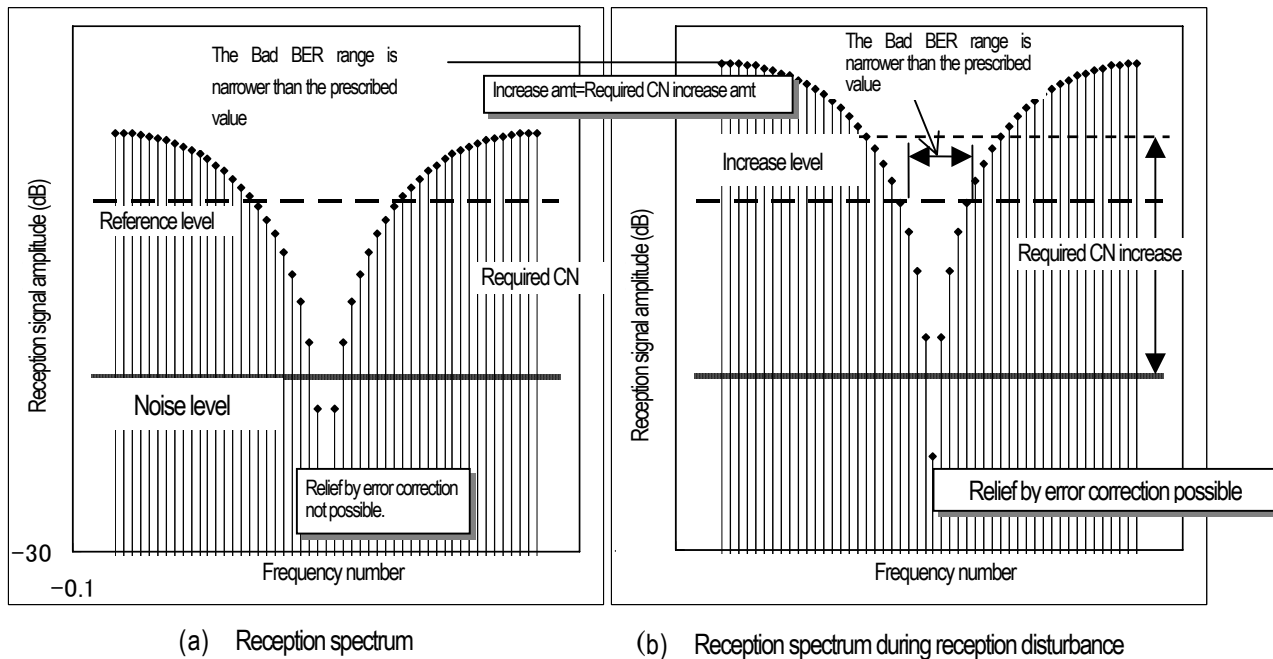 The Bad BER range is
narrower than the prescribed
value
Reference level
Required CN
Noise level
Relief by error correction
not possible.
Reception signal amplitude (dB)
-30
-0.1
Frequency number
(a) Reception spectrum
Increase amt=Required CN increase amt
The Bad BER range is
narrower than the prescribed
value
Increase level
Required CN increase
Relief by error correction possible
Reception signal amplitude (dB)
Frequency number
(b) Reception spectrum during reception disturbance